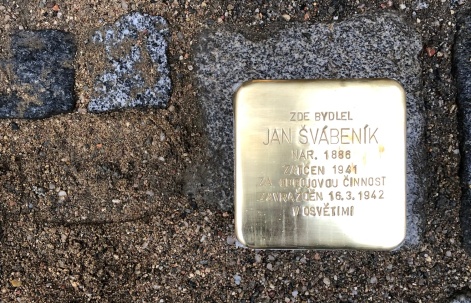 ZDE BYDLEL
JAN ŠVÁBENÍK
NAR. 1886
ZATČEN 1941
ZA ODBOJOVOU ČINNOST
ZAVRAŽDĚN 16.3.1942
V OSVĚTIMI